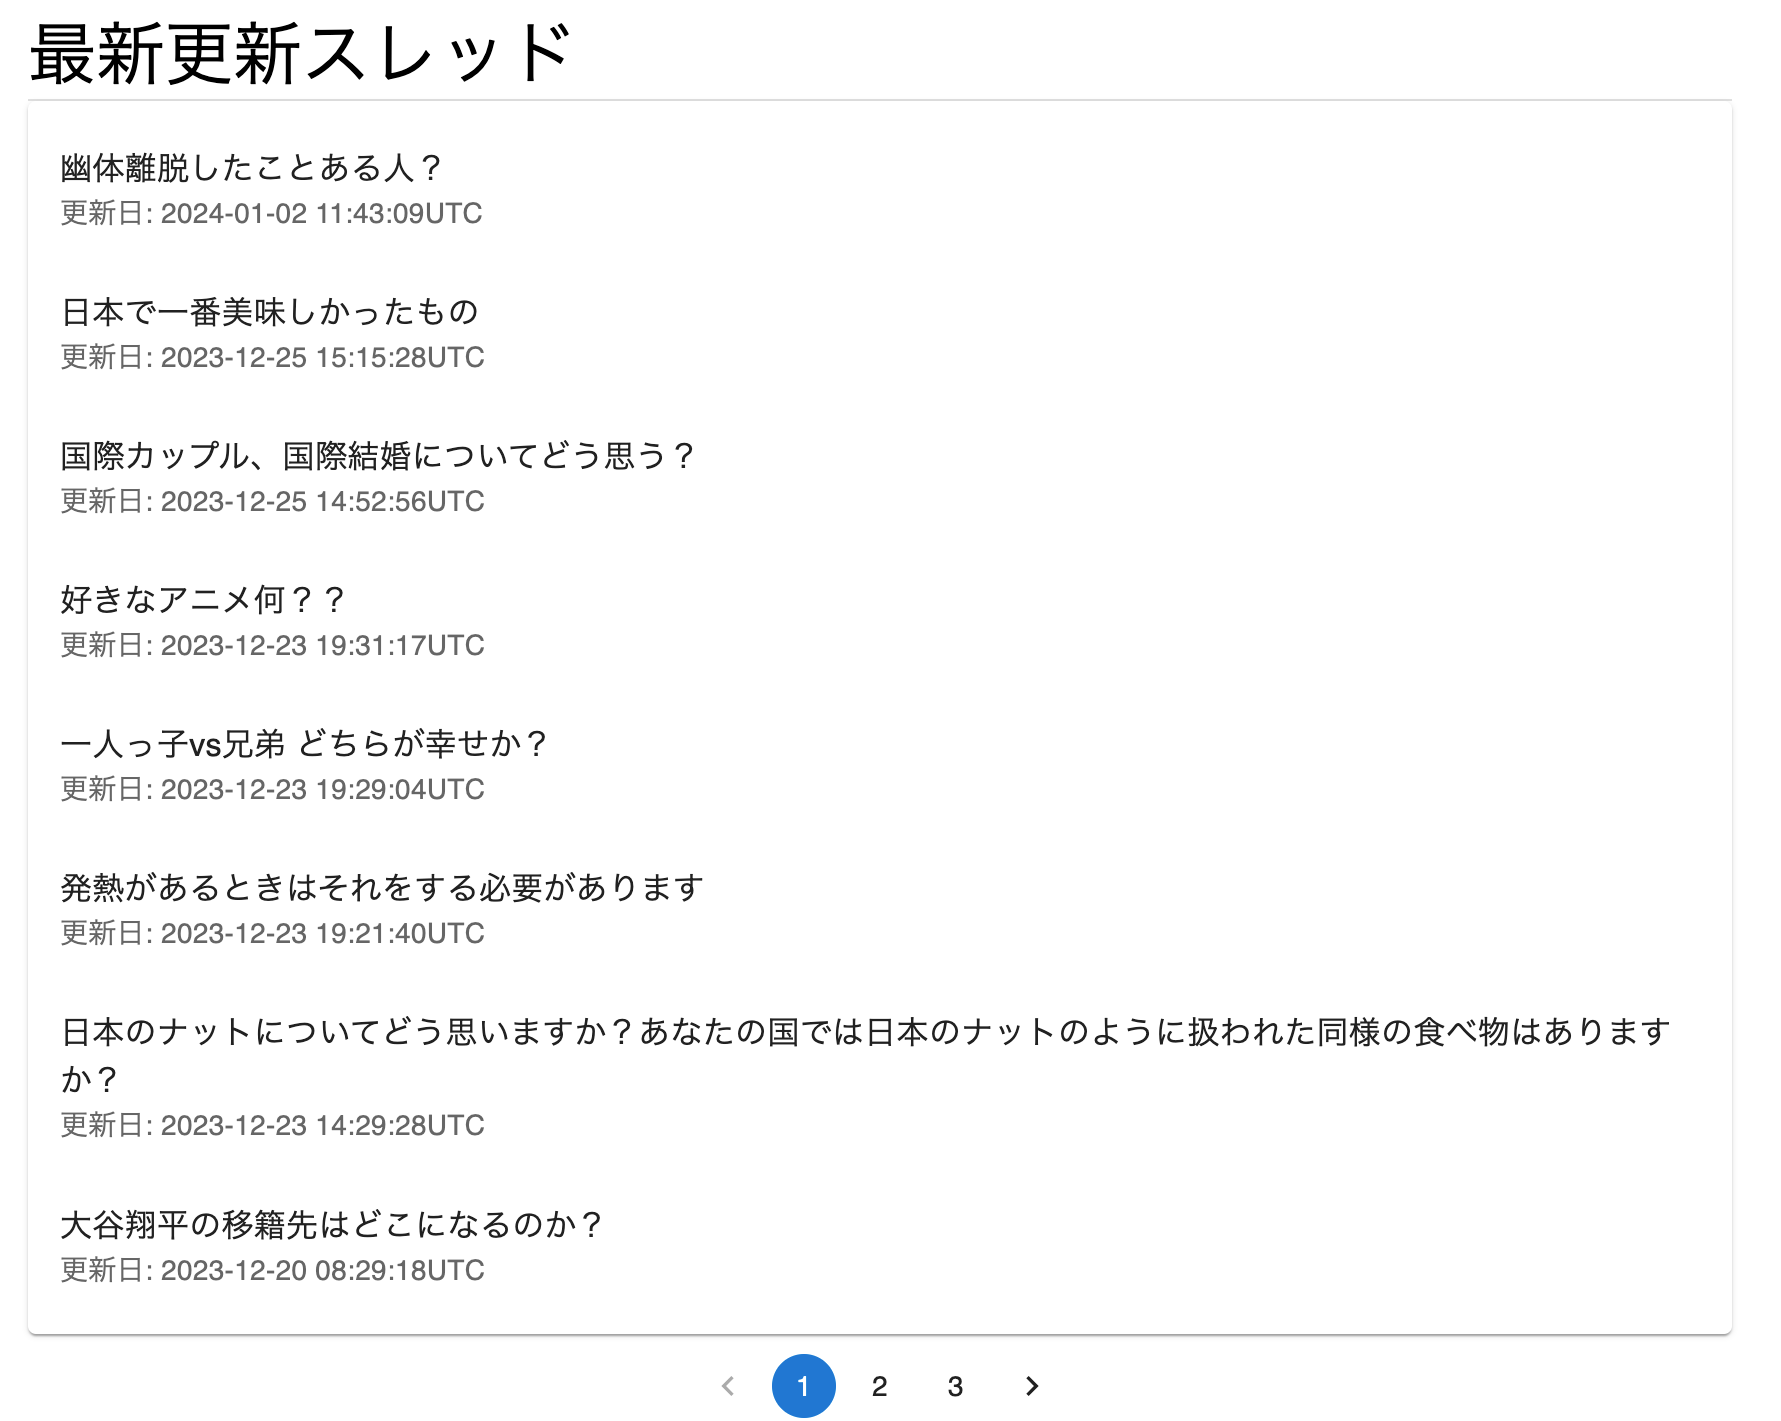 最新更新スレッド
幽体離脱したことある人？
更新日: 2024-01-02 11:43:09UTC
日本で一番美味しかったもの
更新日: 2023-12-25 15:15:28UTC
国際カップル、国際結婚についてどう思う？
更新日: 2023-12-25 14:52:56UTC
好きなアニメ何？？
更新日: 2023-12-23 19:31:17UTC
一人っ子vs兄弟 どちらが幸せか？
更新日: 2023-12-23 19:29:04UTC
発熱があるときはそれをする必要があります
更新日: 2023-12-23 19:21:40UTC
日本のナットについてどう思いますか？あなたの国では日本のナットのように扱われた同様の食べ物はあります
か？
更新日: 2023-12-23 14:29:28UTC
大谷翔平の移籍先はどこになるのか？
更新日: 2023-12-20 08:29:18UTC
1 2 3